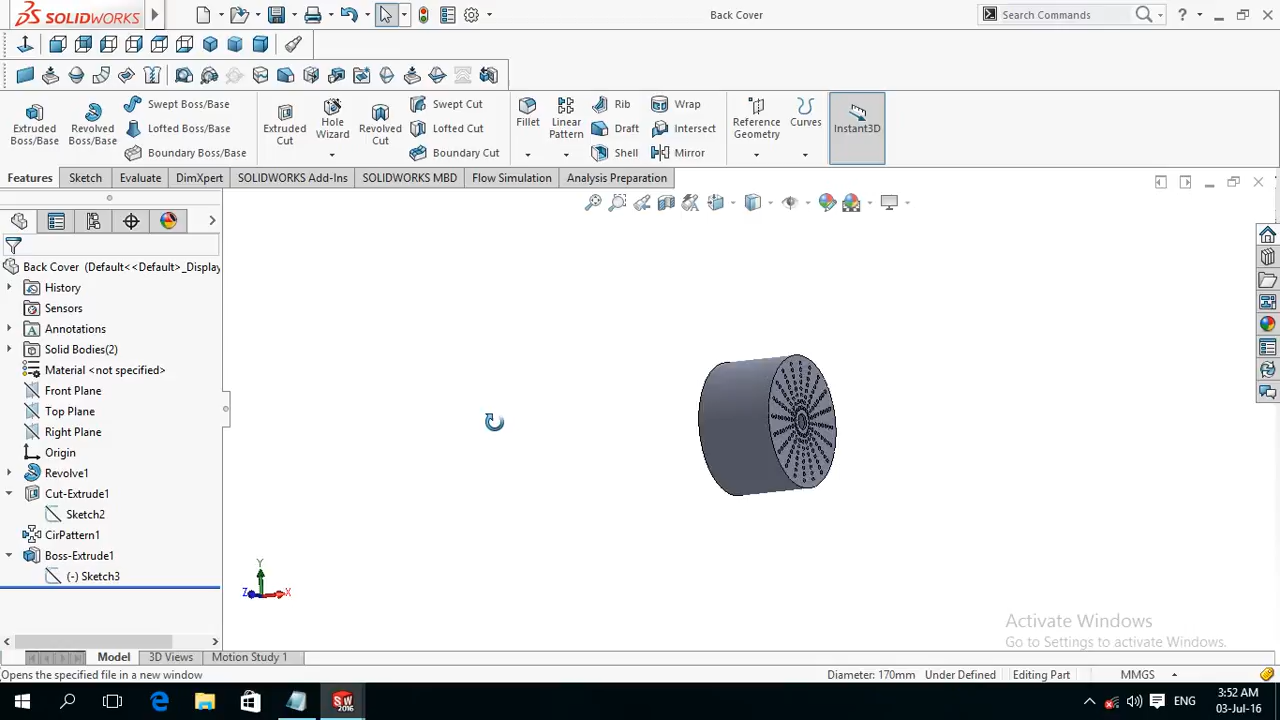 SOLIDWORKS
Back Cover
Search Commands
Extruded Boss/Base
Revolved Boss/Base
Swept Boss/Base
Lofted Boss/Base
Boundary Boss/Base
Extruded Cut
Hole Wizard
Revolved Cut
Swept Cut
Lofted Cut
Boundary Cut
Fillet
Linear Pattern
Rib
Draft
Shell
Wrap
Intersect
Mirror
Reference Geometry
Curves
Instant3D
Features
Sketch
Evaluate
DimXpert
SOLIDWORKS Add-Ins
SOLIDWORKS MBD
Flow Simulation
Analysis Preparation
Back Cover (Default<<Default>_Display
History
Sensors
Annotations
Solid Bodies(2)
Material <not specified>
Front Plane
Top Plane
Right Plane
Origin
Revolve1
Cut-Extrude1
Sketch2
CirPattern1
Boss-Extrude1
(-) Sketch3
Y
Z
X
Activate Windows
Go to Settings to activate Windows.
Model
3D Views
Motion Study 1
Opens the specified file in a new window
Diameter: 170mm
Under Defined
Editing Part
MMGS
SW
2016
ENG
3:52 AM
03-Jul-16